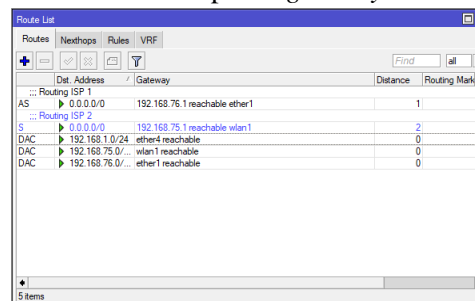 Route List
Routes Nexthops Rules VRF
Find all
Dst. Address / Gateway Distance Routing Mark
;;; Routing ISP 1
AS 0.0.0.0/0 192.168.76.1 reachable ether1 1
;;; Routing ISP 2
S 0.0.0.0/0 192.168.75.1 reachable wlan1 2
DAC 192.168.1.0/24 ether4 reachable 0
DAC 192.168.75.0/... wlan1 reachable 0
DAC 192.168.76.0/... ether1 reachable 0
5 items